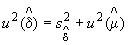 u²(δ̂) = s²_δ̂ + u²(μ̂)